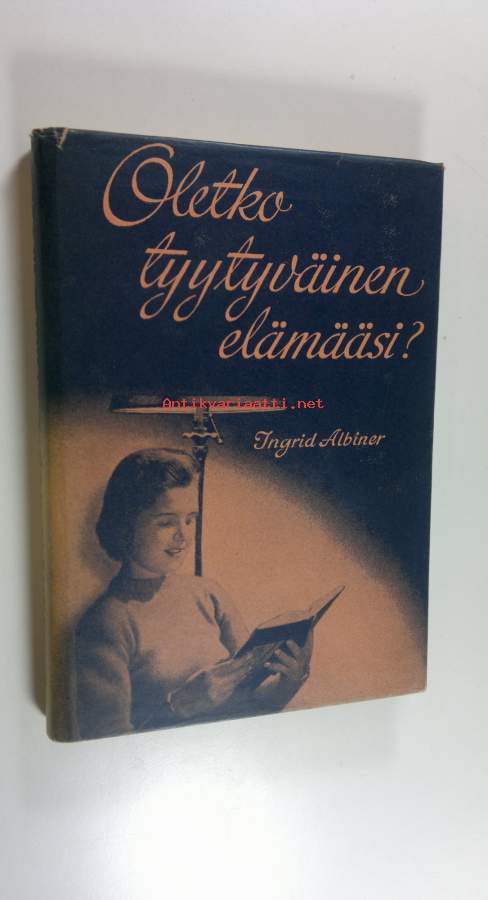 Oletko
tyytyväinen
elämääsi?
Antikvariaatti.net
Ingrid Albiner